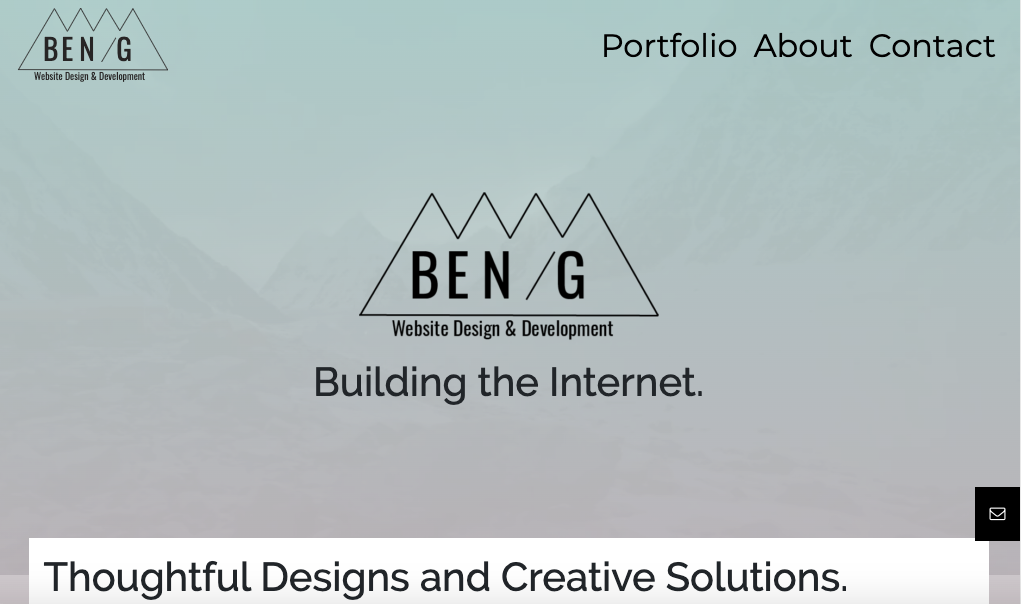 BEN/G
Website Design & Development
Portfolio About Contact
BEN/G
Website Design & Development
Building the Internet.
Thoughtful Designs and Creative Solutions.